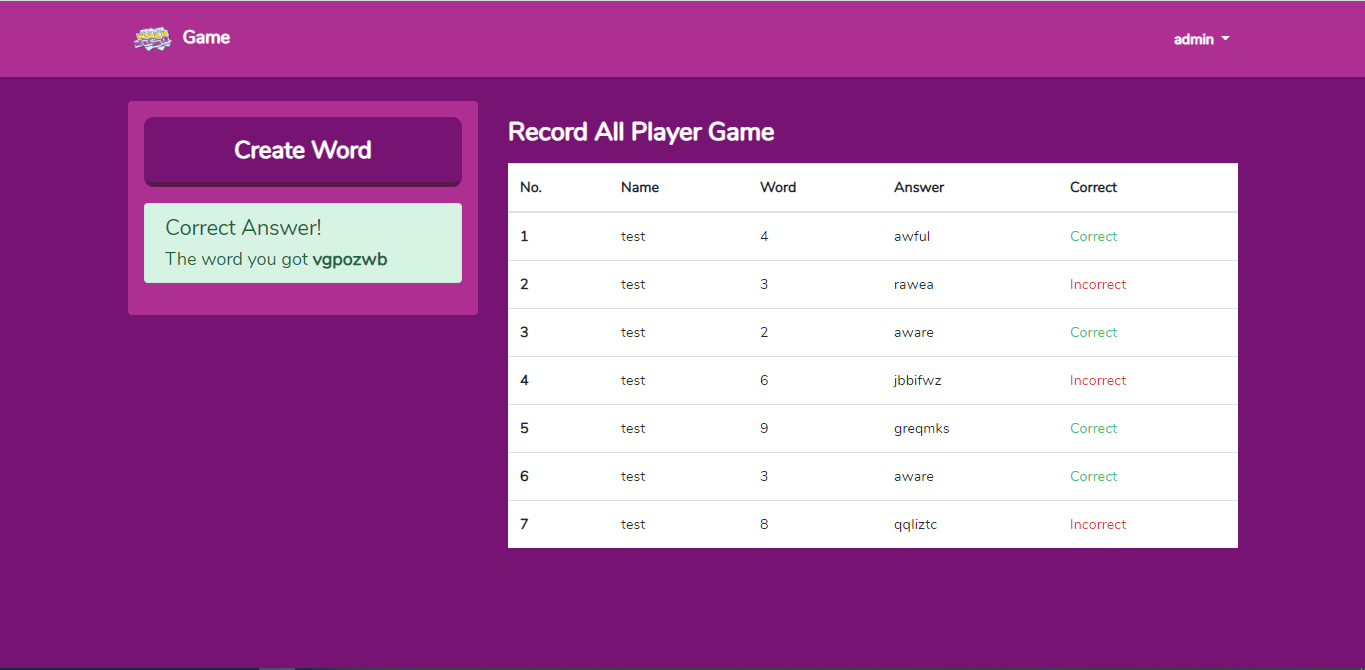 Game
admin
Create Word
Correct Answer!
The word you got vgpozwb
Record All Player Game
No. Name Word Answer Correct
1 test 4 awful Correct
2 test 3 rawea Incorrect
3 test 2 aware Correct
4 test 6 jbbifwz Incorrect
5 test 9 greqmks Correct
6 test 3 aware Correct
7 test 8 qqliztc Incorrect